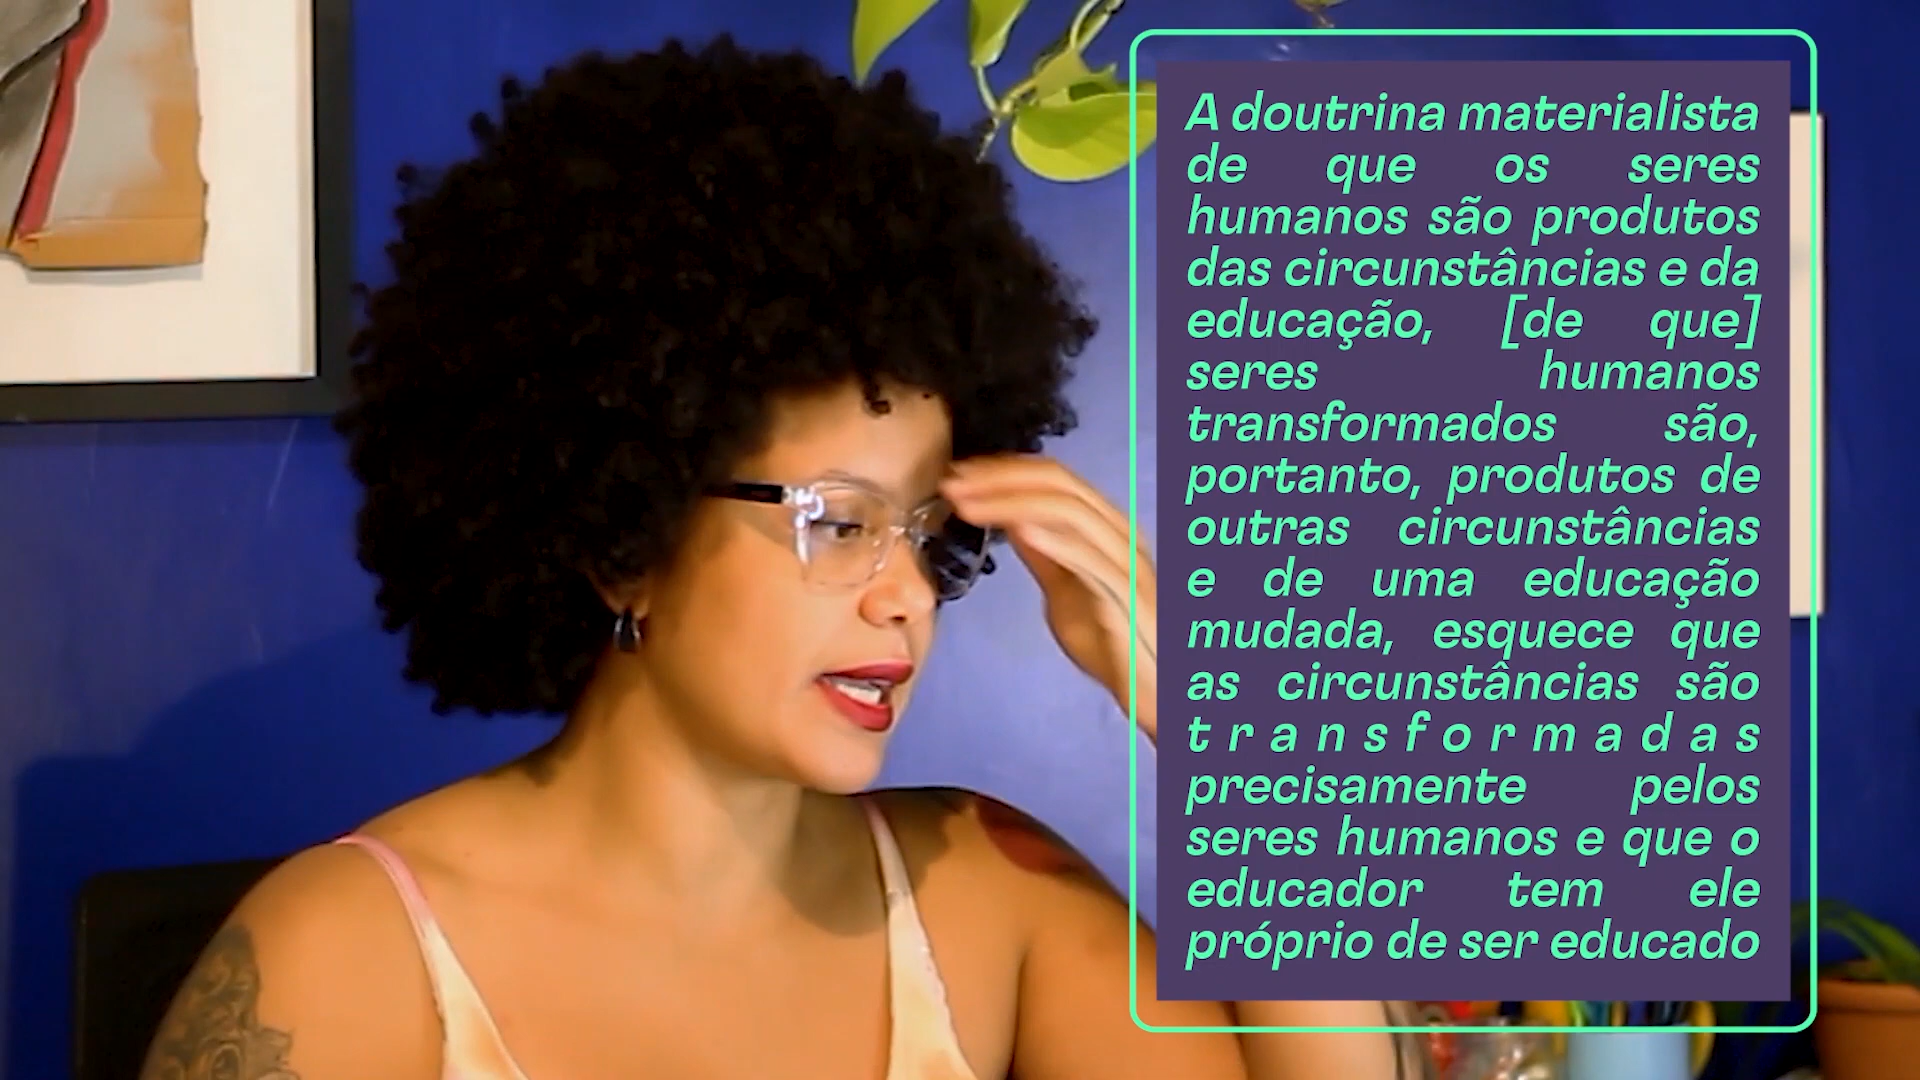 A doutrina materialista
de que os seres
humanos são produtos
das circunstâncias e da
educação, [de que]
seres humanos
transformados são,
portanto, produtos de
outras circunstâncias
e de uma educação
mudada, esquece que
as circunstâncias são
transformadas
precisamente pelos
seres humanos e que o
educador tem ele
próprio de ser educado